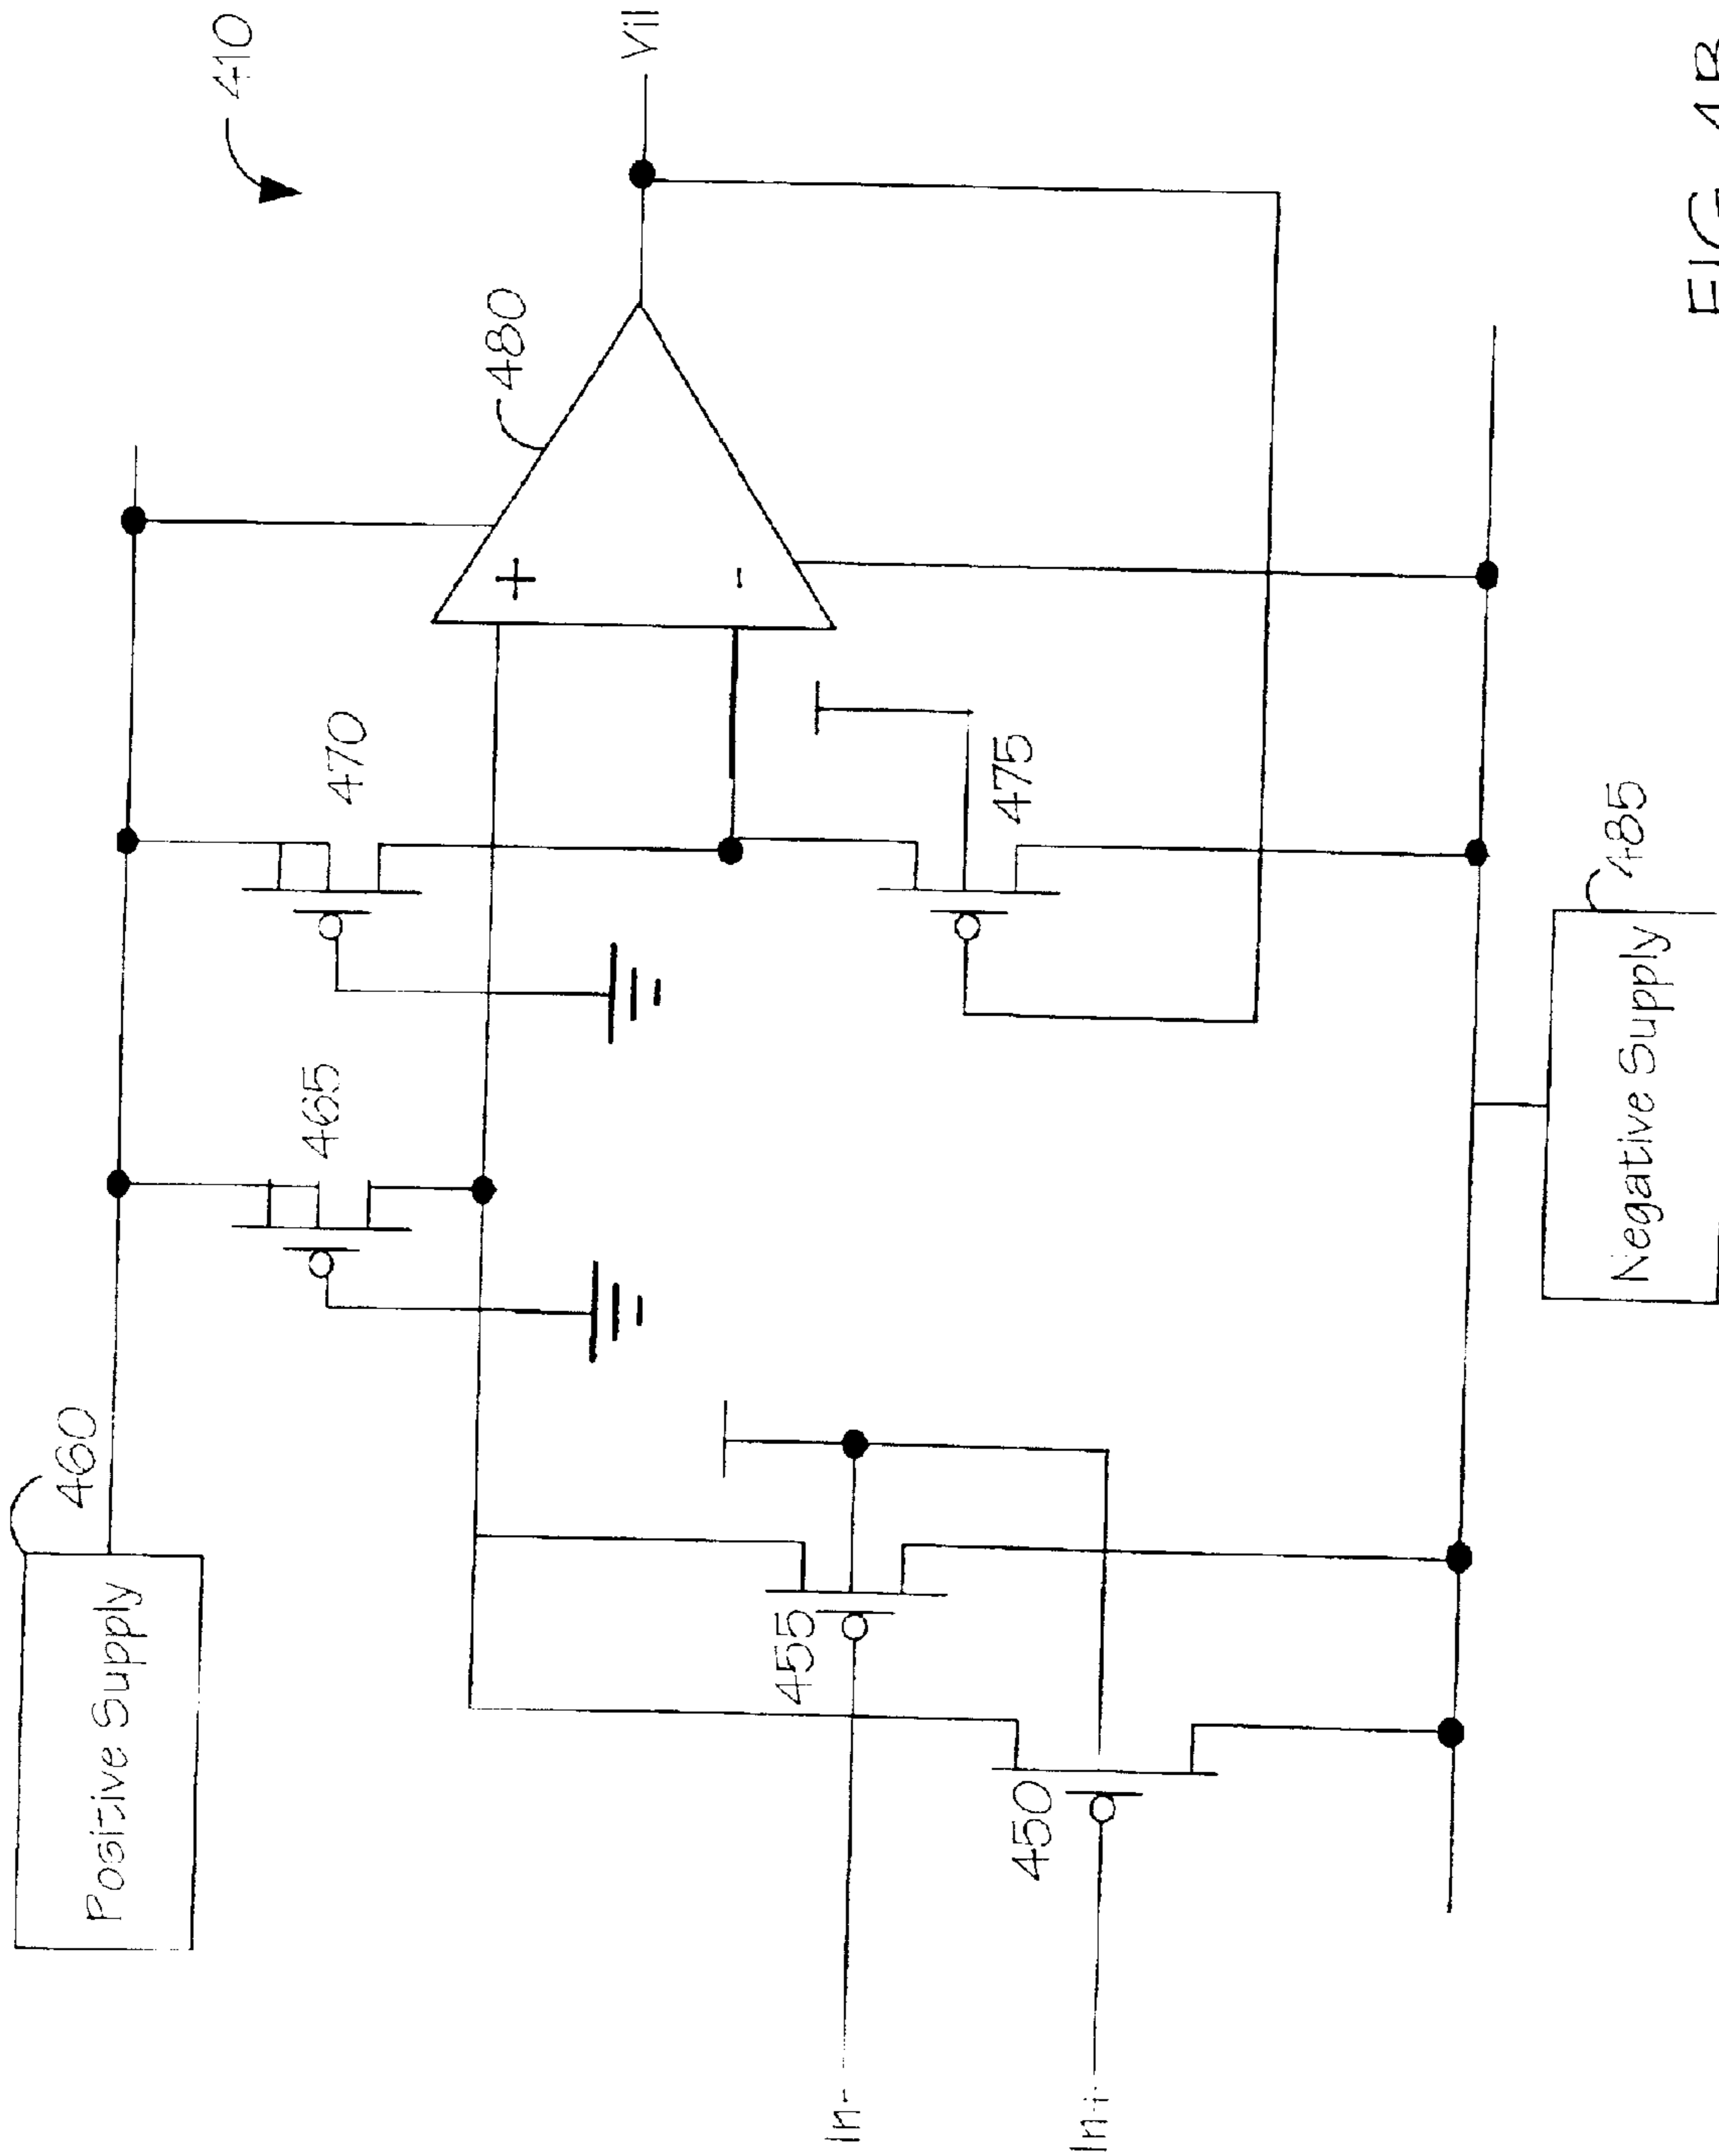 410
Positive Supply
460
465
470
480
+
-
Vil
455
450
475
In-
In+
Negative Supply
485
FIG. 4B